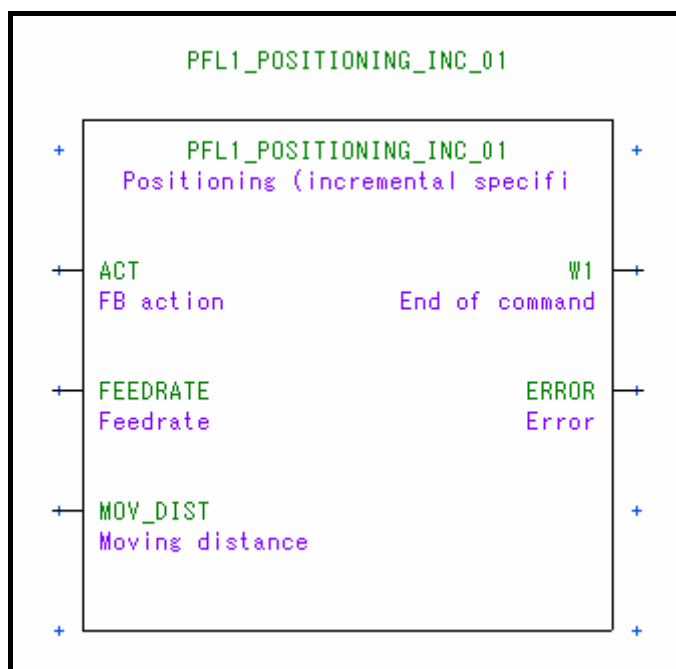 PFL1_POSITIONING_INC_01
PFL1_POSITIONING_INC_01
Positioning (incremental specifi
ACT W1
FB action End of command
FEEDRATE ERROR
Feedrate Error
MOV_DIST
Moving distance